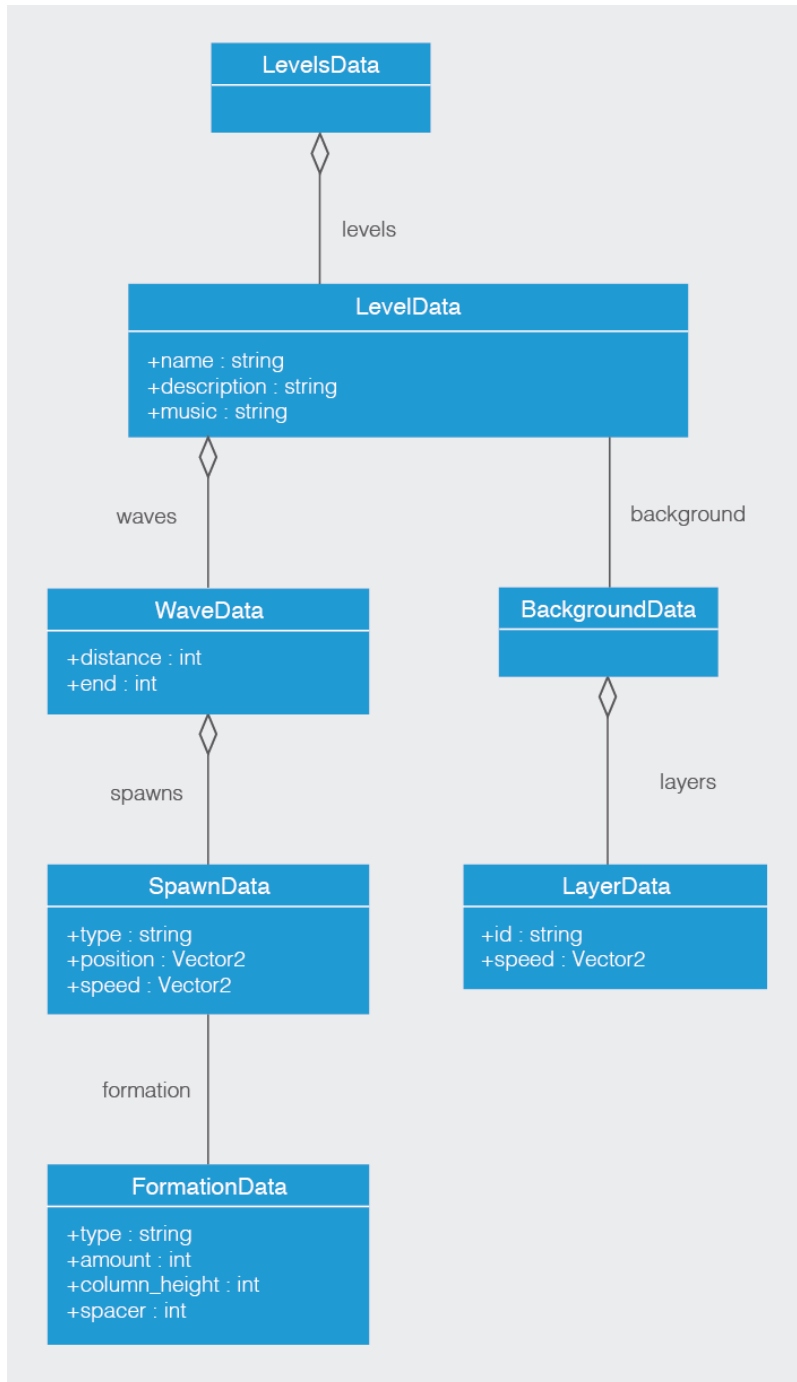 LevelsData
levels
LevelData
+name : string
+description : string
+music : string
waves
background
WaveData
+distance : int
+end : int
BackgroundData
spawns
layers
SpawnData
+type : string
+position : Vector2
+speed : Vector2
LayerData
+id : string
+speed : Vector2
formation
FormationData
+type : string
+amount : int
+column_height : int
+spacer : int